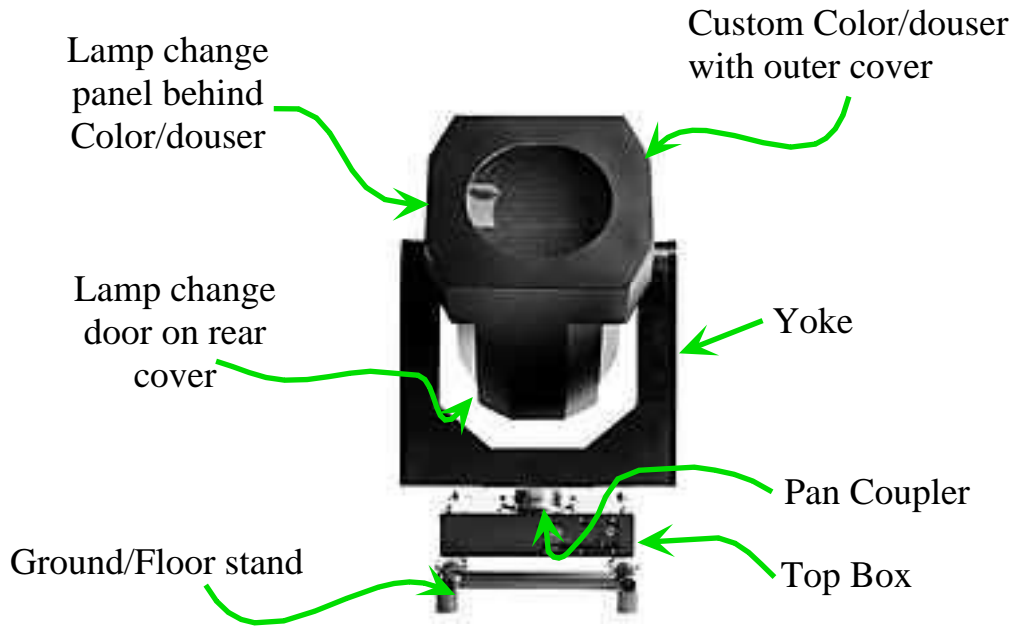 Lamp change
panel behind
Color/douser
Custom Color/douser
with outer cover
Lamp change
door on rear
cover
Yoke
Pan Coupler
Ground/Floor stand
Top Box